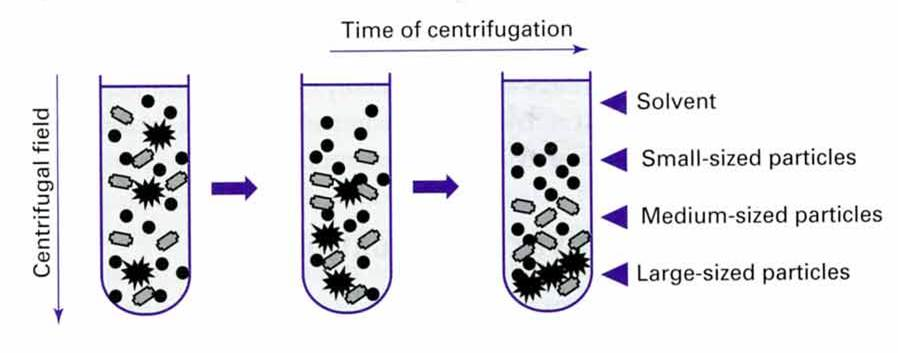 Time of centrifugation
Centrifugal field
Solvent
Small-sized particles
Medium-sized particles
Large-sized particles